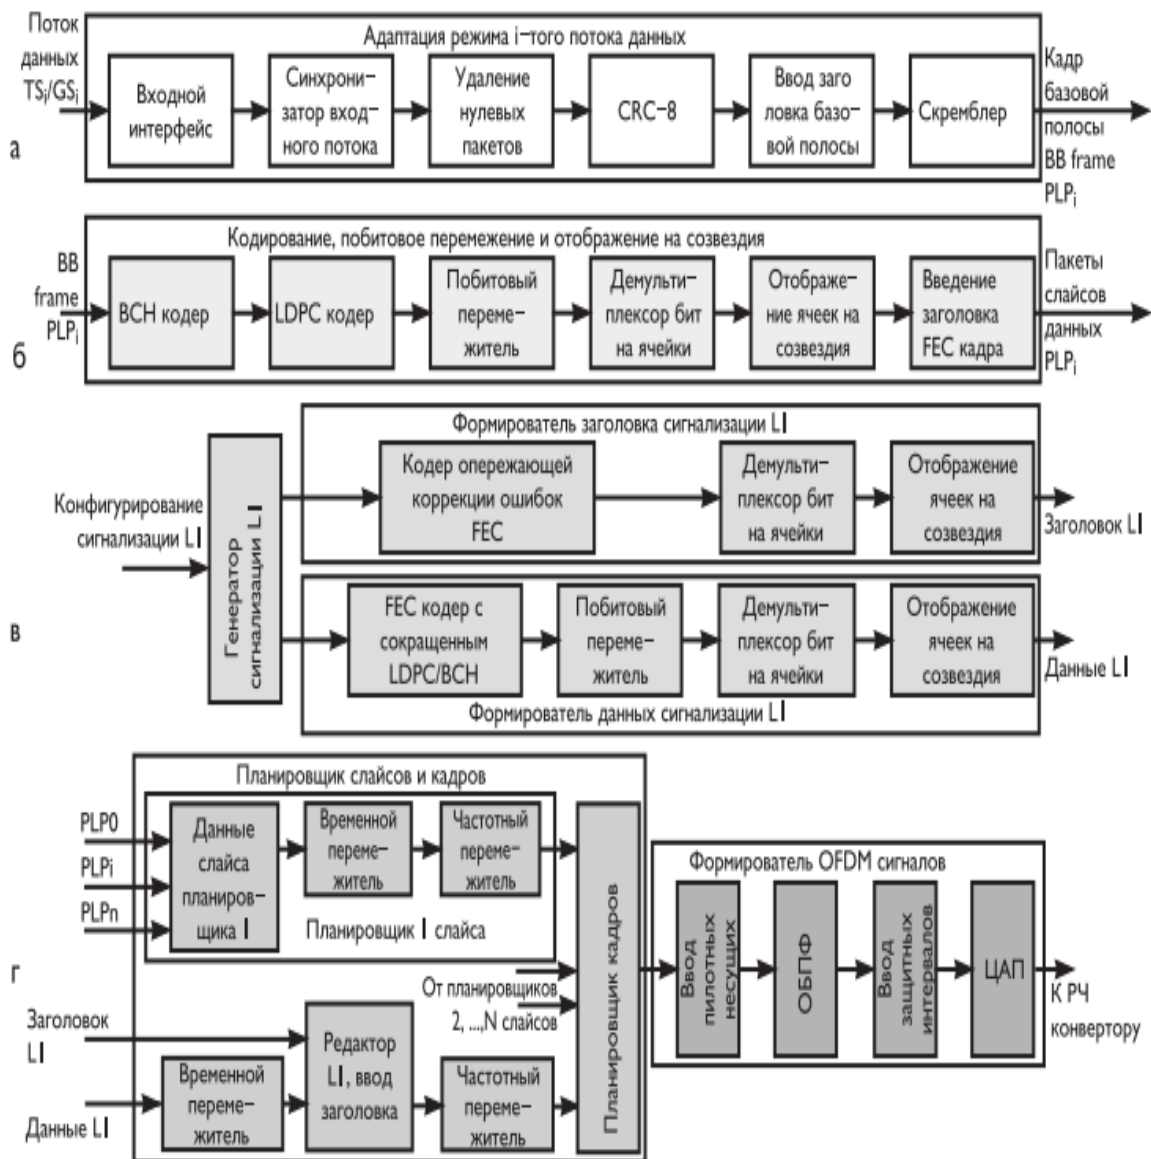 Поток
данных
TSi/GSi
Адаптация режима i-того потока данных
Входной
интерфейс
Синхрони-
затор вход-
ного потока
Удаление
нулевых
пакетов
CRC-8
Ввод заго
ловка базо-
вой полосы
Скремблер
Кадр
базовой
полосы
BB frame
PLPi
а
Кодирование, побитовое перемежение и отображение на созвездия
BB
frame
PLPi
BCH кодер
LDPC кодер
Побитовый
переме-
житель
Демульти-
плексор бит
на ячейки
Отображе-
ние ячеек на
созвездия
Введение
заголовка
FEC кадра
Пакеты
слайсов
данных
PLPi
б
Конфигурирование
сигнализации L1
Генератор
сигнализации L1
Формирователь заголовка сигнализации L1
Кодер опережающей
коррекции ошибок
FEC
Демульти-
плексор бит
на ячейки
Отображение
ячеек на
созвездия
Заголовок L1
в
FEC кодер с
сокращенным
LDPC/BCH
Побитовый
переме-
житель
Демульти-
плексор бит
на ячейки
Отображение
ячеек на
созвездия
Данные L1
Формирователь данных сигнализации L1
Планировщик слайсов и кадров
PLP0
PLPi
PLPn
Данные
слайса
планиров-
щика 1
Временной
переме-
житель
Частотный
переме-
житель
Планировщик 1 слайса
г
От планировщиков
2, ...,N слайсов
Заголовок
L1
Данные L1
Временной
переме-
житель
Редактор
L1, ввод
заголовка
Частотный
переме-
житель
Планировщик кадров
Формирователь OFDM сигналов
Ввод
пилотных
несущих
ОБПФ
Ввод
защитных
интервалов
ЦАП
К РЧ
конвертору